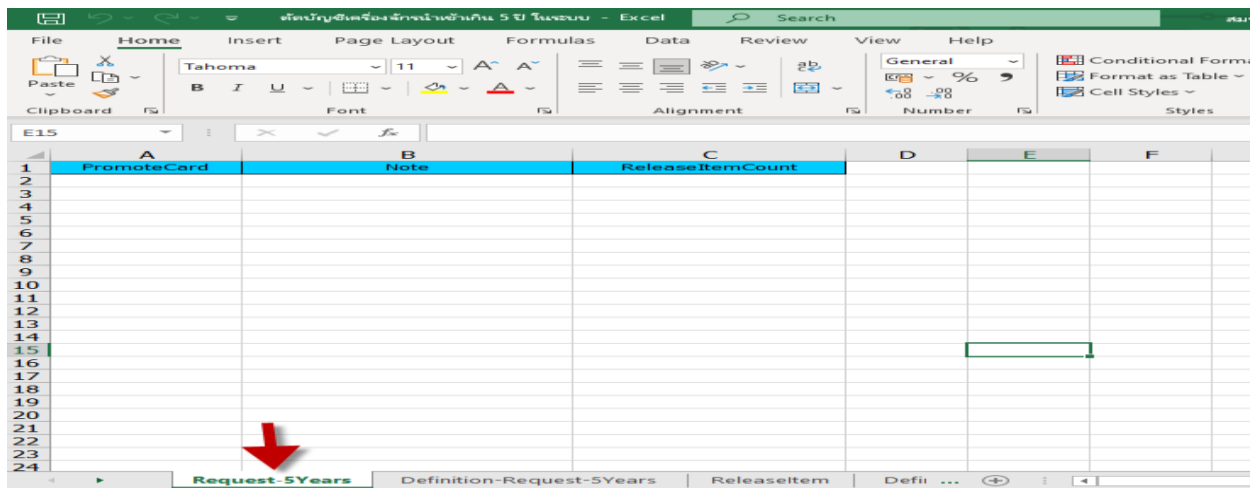 ตัดบัญชีเครื่องจักรนำเข้าเกิน 5 ปี ในระบบ - Excel Search
File Home Insert Page Layout Formulas Data Review View Help
Tahoma 11 A A General Conditional Forma
Paste B I U A ab % 9 Format as Table
Cell Styles
Clipboard Font Alignment Number Styles
E15 fx
A B C D E F
1 PromoteCard Note ReleaseItemCount
2
3
4
5
6
7
8
9
10
11
12
13
14
15
16
17
18
19
20
21
22
23
24
Request-5Years Definition-Request-5Years ReleaseItem Defi ...